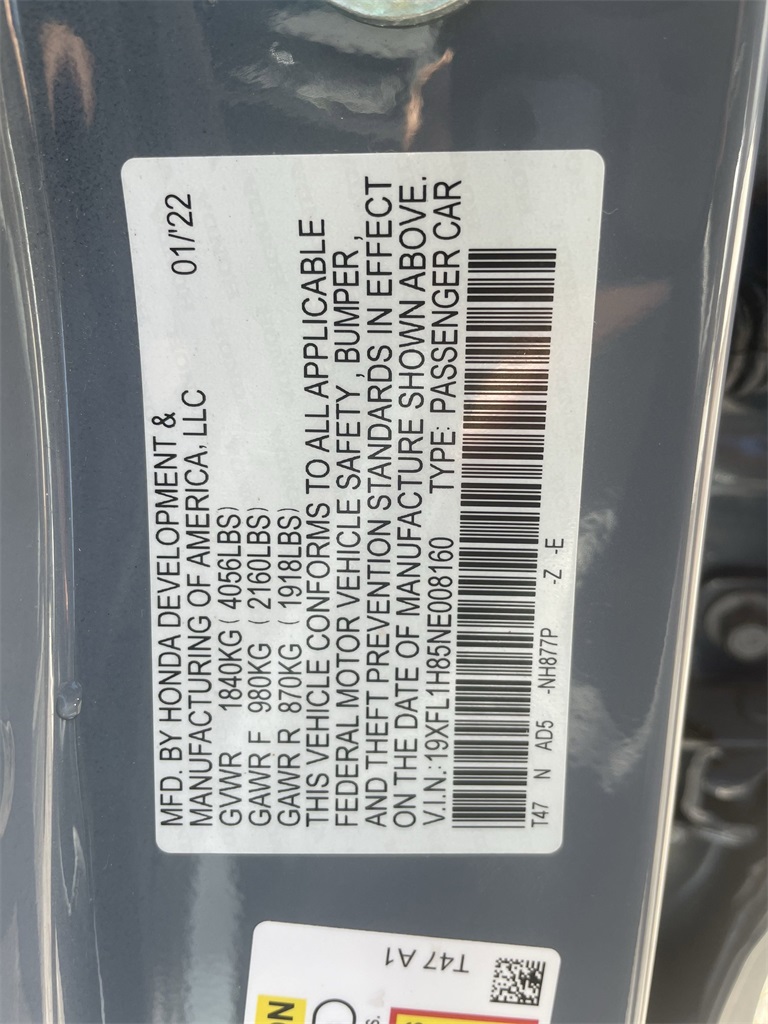 MFD. BY HONDA DEVELOPMENT &
MANUFACTURING OF AMERICA, LLC 01/'22
GVWR 1840KG ( 4056LBS)
GAWR F 980KG ( 2160LBS)
GAWR R 870KG ( 1918LBS)
THIS VEHICLE CONFORMS TO ALL APPLICABLE
FEDERAL MOTOR VEHICLE SAFETY , BUMPER ,
AND THEFT PREVENTION STANDARDS IN EFFECT
ON THE DATE OF MANUFACTURE SHOWN ABOVE.
V.I.N.: 19XFL1H85NE008160 TYPE: PASSENGER CAR
T47 N AD5 -NH877P -Z -E
T47 A1